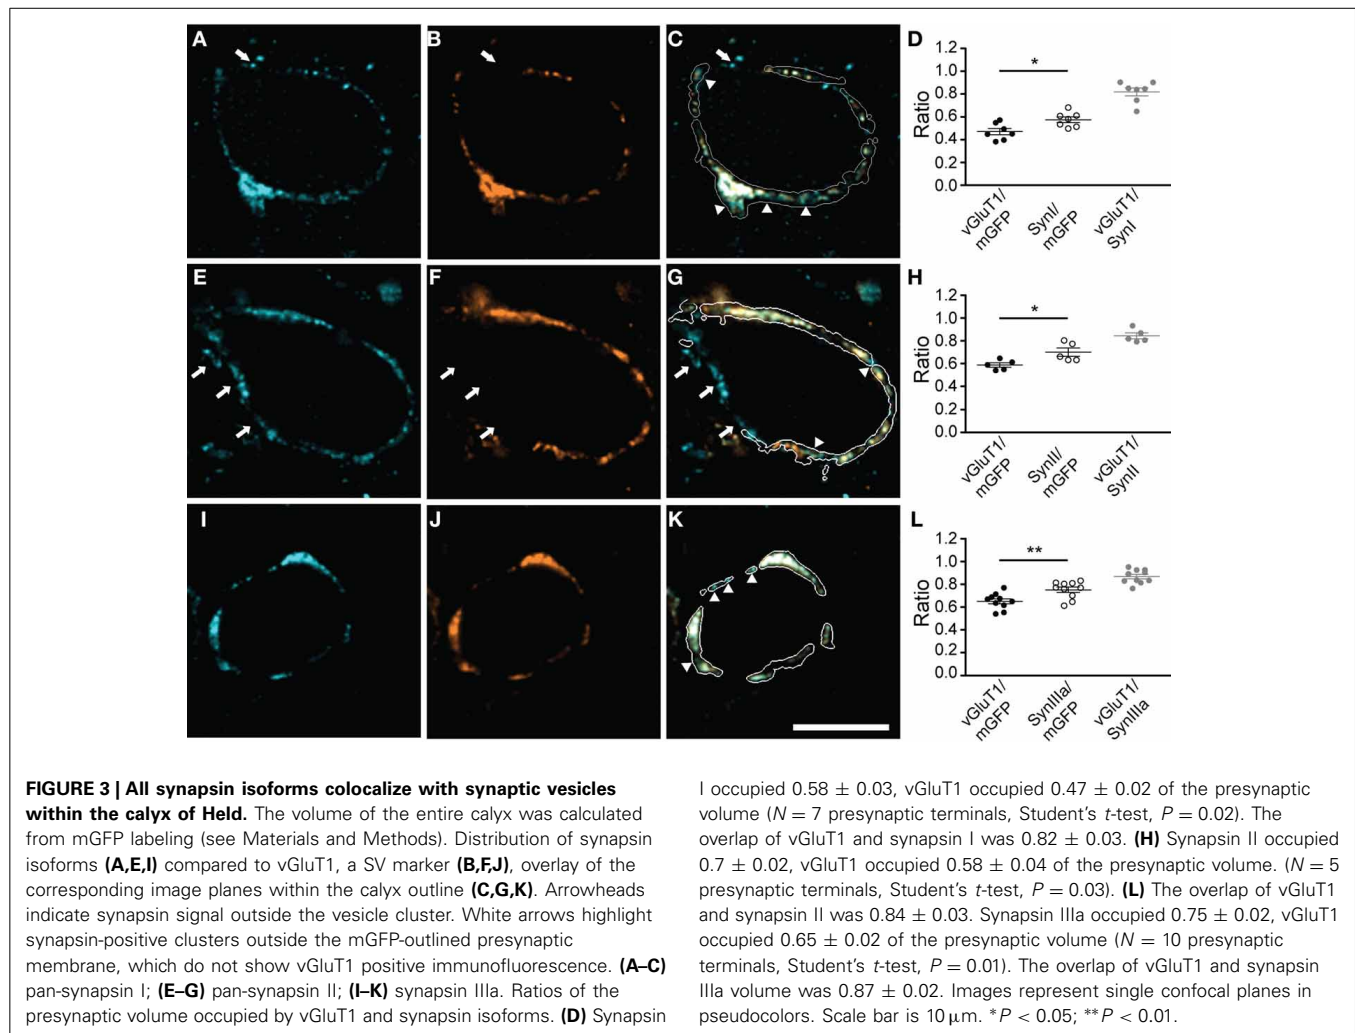 A
B
C
D
1.2
1.0
0.8
0.6
0.4
0.2
0.0
Ratio
*
vGluT1/
mGFP
SynI/
mGFP
vGluT1/
SynI
E
F
G
H
1.2
1.0
0.8
0.6
0.4
0.2
0.0
Ratio
*
vGluT1/
mGFP
SynII/
mGFP
vGluT1/
SynII
I
J
K
L
1.2
1.0
0.8
0.6
0.4
0.2
0.0
Ratio
**
vGluT1/
mGFP
SynIIIa/
mGFP
vGluT1/
SynIIIa
FIGURE 3 | All synapsin isoforms colocalize with synaptic vesicles
within the calyx of Held. The volume of the entire calyx was calculated
from mGFP labeling (see Materials and Methods). Distribution of synapsin
isoforms (A,E,I) compared to vGluT1, a SV marker (B,F,J), overlay of the
corresponding image planes within the calyx outline (C,G,K). Arrowheads
indicate synapsin signal outside the vesicle cluster. White arrows highlight
synapsin-positive clusters outside the mGFP-outlined presynaptic
membrane, which do not show vGluT1 positive immunofluorescence. (A–C)
pan-synapsin I; (E–G) pan-synapsin II; (I–K) synapsin IIIa. Ratios of the
presynaptic volume occupied by vGluT1 and synapsin isoforms. (D) Synapsin
I occupied 0.58 ± 0.03, vGluT1 occupied 0.47 ± 0.02 of the presynaptic
volume (N = 7 presynaptic terminals, Student's t-test, P = 0.02). The
overlap of vGluT1 and synapsin I was 0.82 ± 0.03. (H) Synapsin II occupied
0.7 ± 0.02, vGluT1 occupied 0.58 ± 0.04 of the presynaptic volume. (N = 5
presynaptic terminals, Student's t-test, P = 0.03). (L) The overlap of vGluT1
and synapsin II was 0.84 ± 0.03. Synapsin IIIa occupied 0.75 ± 0.02, vGluT1
occupied 0.65 ± 0.02 of the presynaptic volume (N = 10 presynaptic
terminals, Student's t-test, P = 0.01). The overlap of vGluT1 and synapsin
IIIa volume was 0.87 ± 0.02. Images represent single confocal planes in
pseudocolors. Scale bar is 10 µm. *P < 0.05; **P < 0.01.